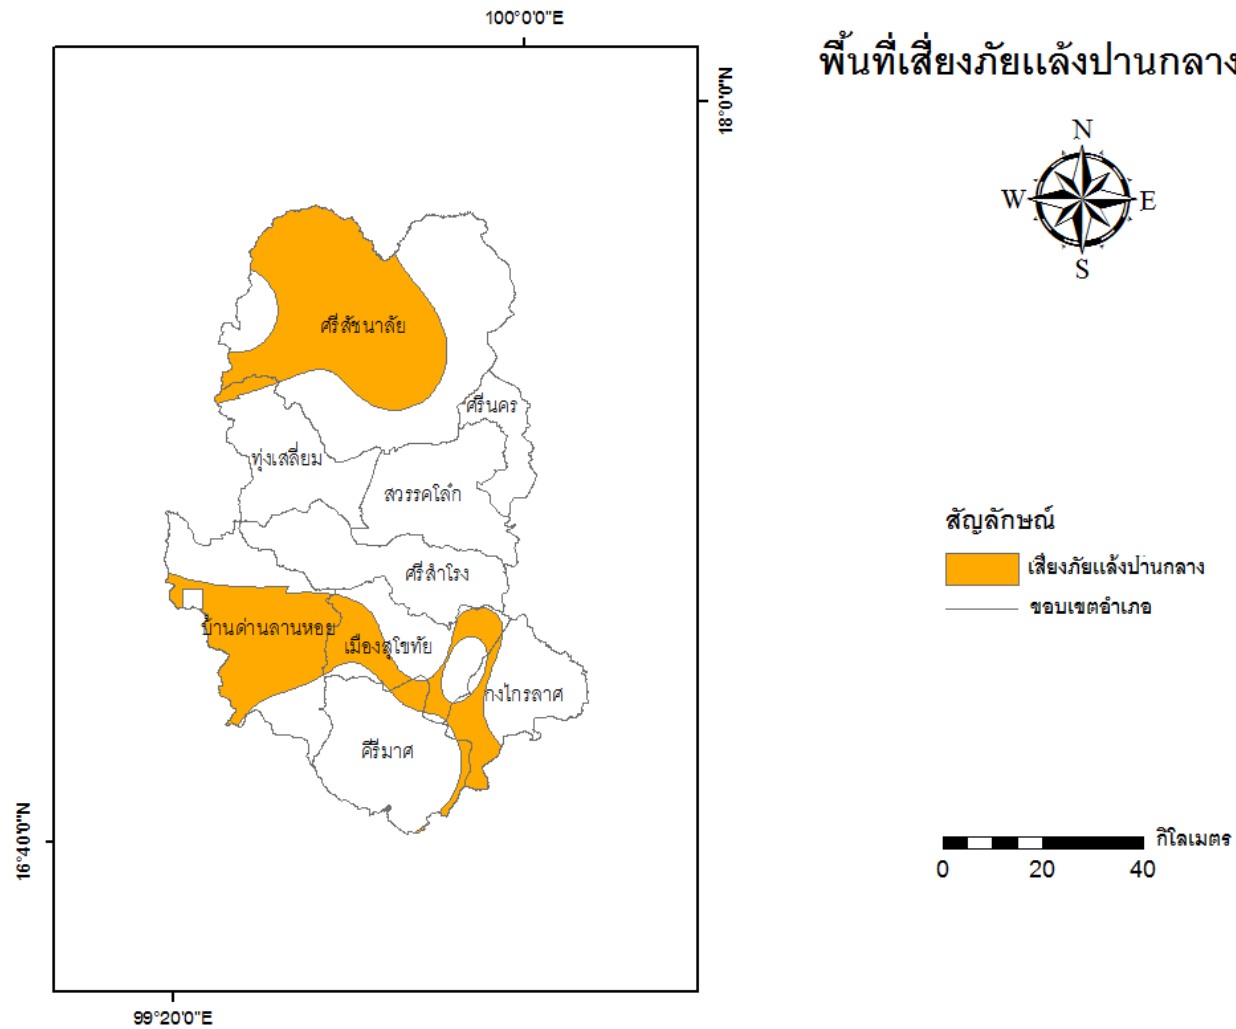 100°0'0"E
พื้นที่เสี่ยงภัยแล้งปานกลาง
18°0'0"N
N
W
E
S
ศรีสัชนาลัย
ศรีนคร
ทุ่งเสลี่ยม
สวรรคโลก
สัญลักษณ์
เสี่ยงภัยแล้งปานกลาง
ขอบเขตอำเภอ
ศรีสำโรง
บ้านด่านลานหอย
เมืองสุโขทัย
กงไกรลาศ
คีรีมาศ
16°40'0"N
กิโลเมตร
0 20 40
99°20'0"E